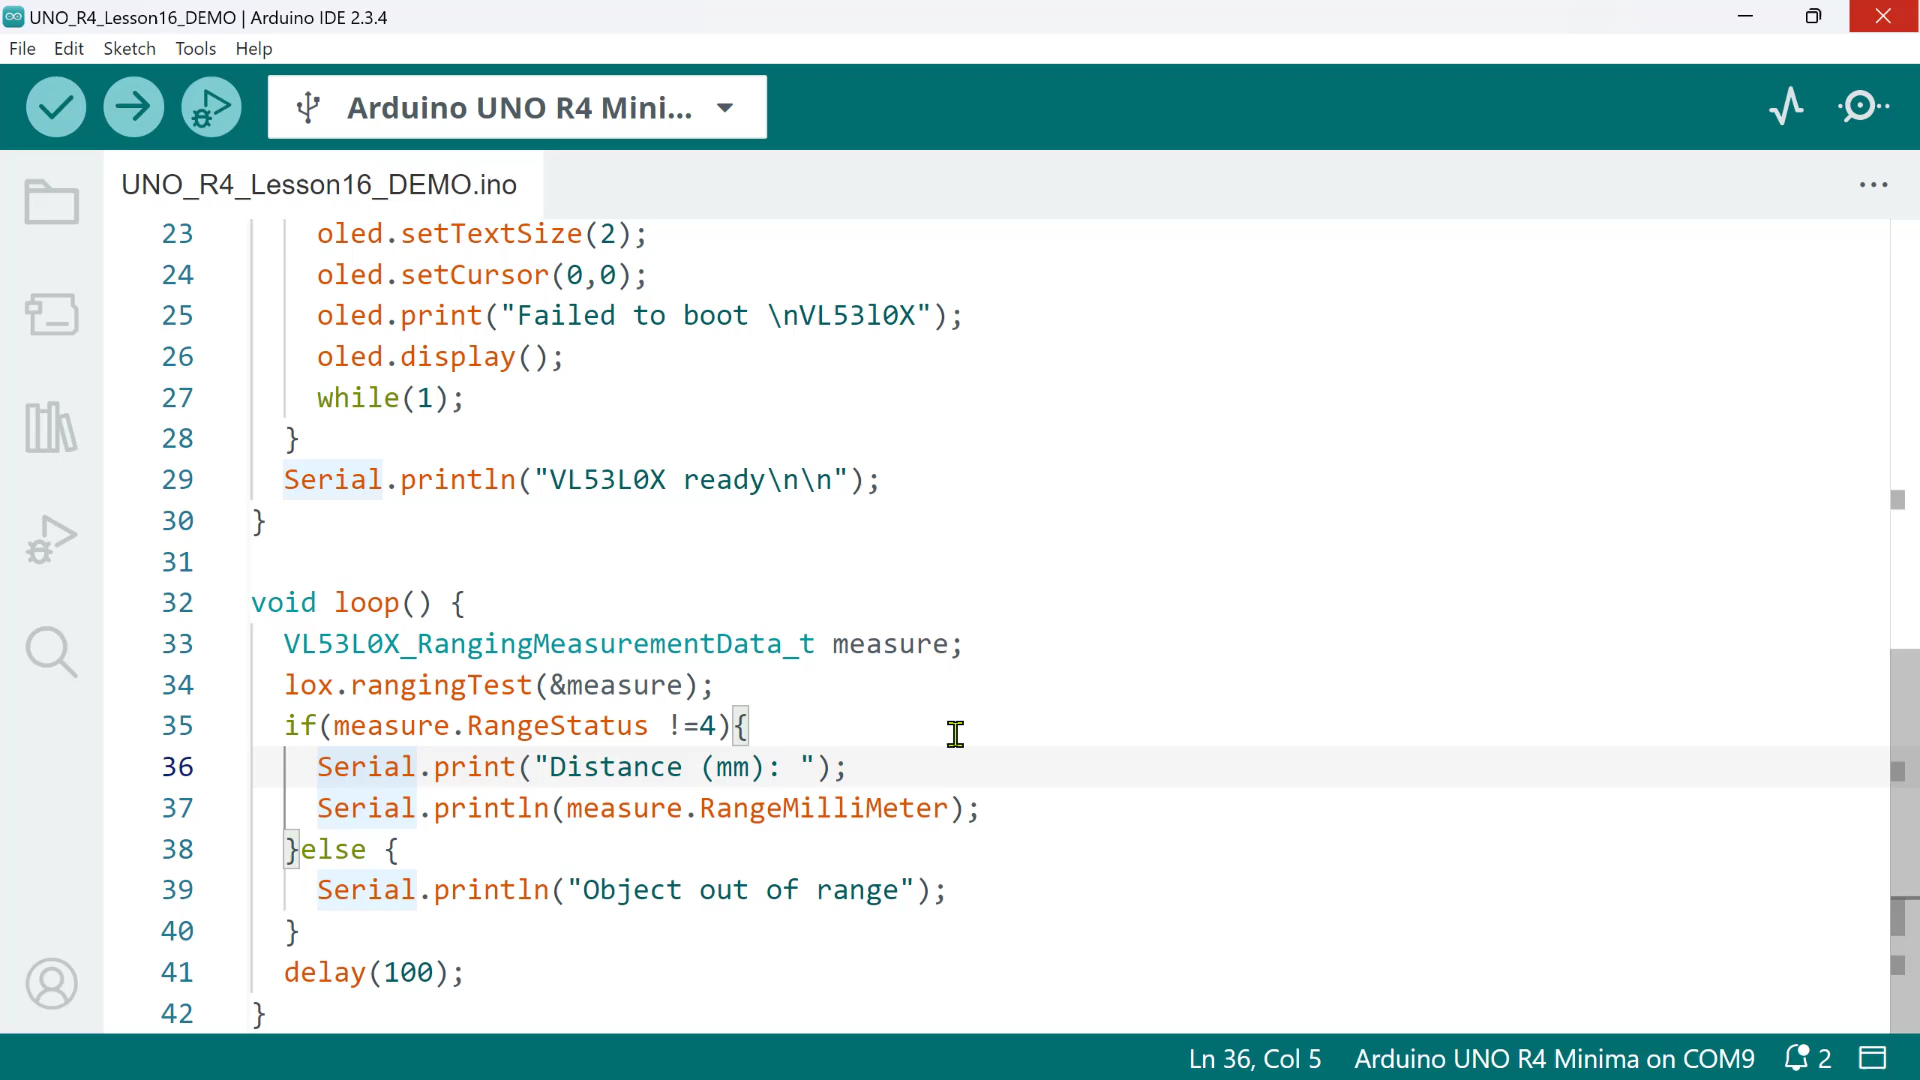 UNO_R4_Lesson16_DEMO | Arduino IDE 2.3.4
File Edit Sketch Tools Help
Arduino UNO R4 Mini...
UNO_R4_Lesson16_DEMO.ino
23 oled.setTextSize(2);
24 oled.setCursor(0,0);
25 oled.print("Failed to boot \nVL53l0X");
26 oled.display();
27 while(1);
28 }
29 Serial.println("VL53L0X ready\n\n");
30 }
31
32 void loop() {
33 VL53L0X_RangingMeasurementData_t measure;
34 lox.rangingTest(&measure);
35 if(measure.RangeStatus !=4){
36 Serial.print("Distance (mm): ");
37 Serial.println(measure.RangeMilliMeter);
38 }else {
39 Serial.println("Object out of range");
40 }
41 delay(100);
42 }
Ln 36, Col 5 Arduino UNO R4 Minima on COM9 2